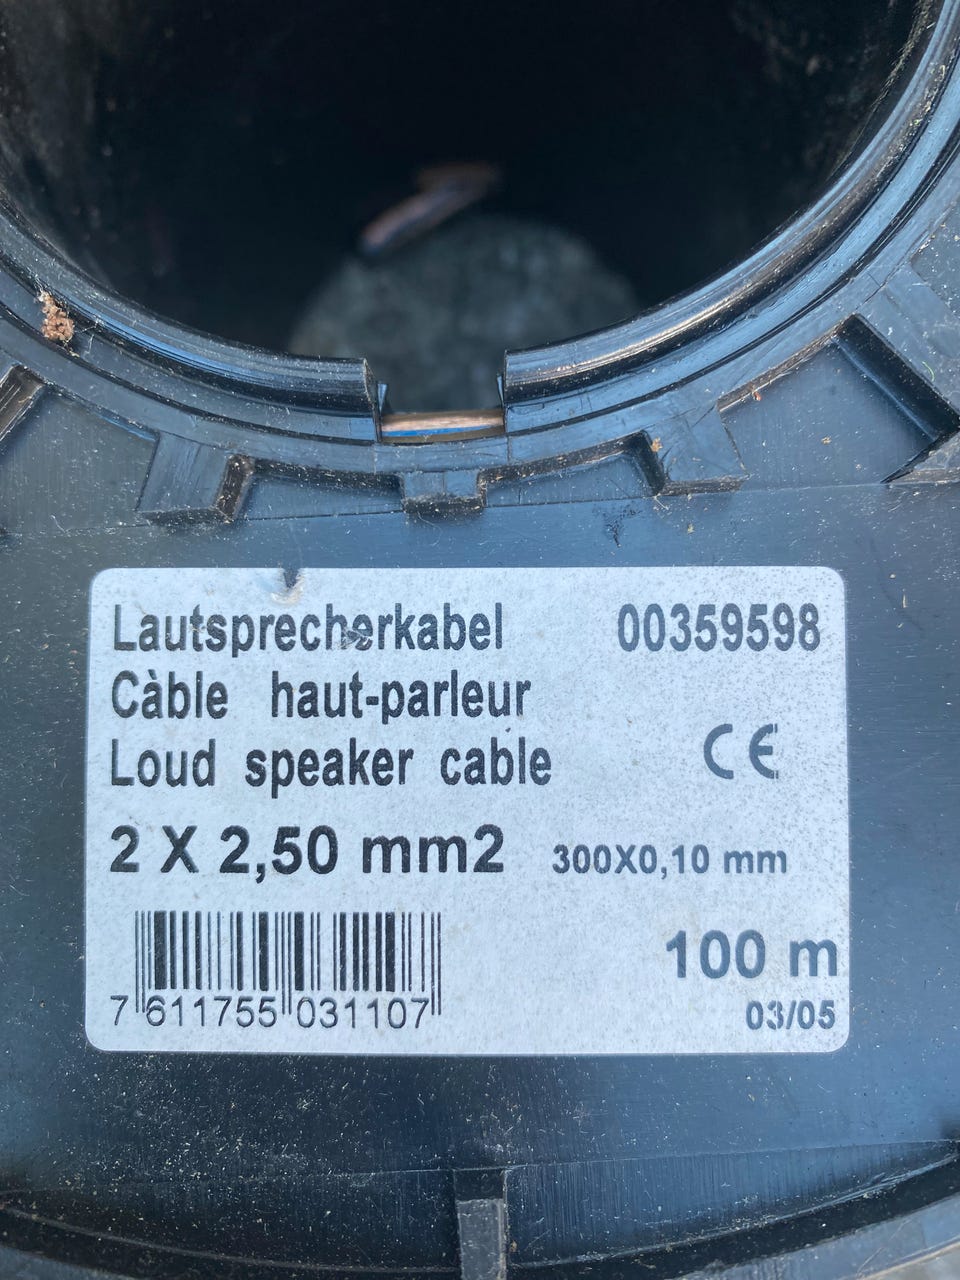 Lautsprecherkabel 00359598
Càble haut-parleur
Loud speaker cable CE
2 X 2,50 mm2 300X0,10 mm
100 m
7 611755 031107
03/05